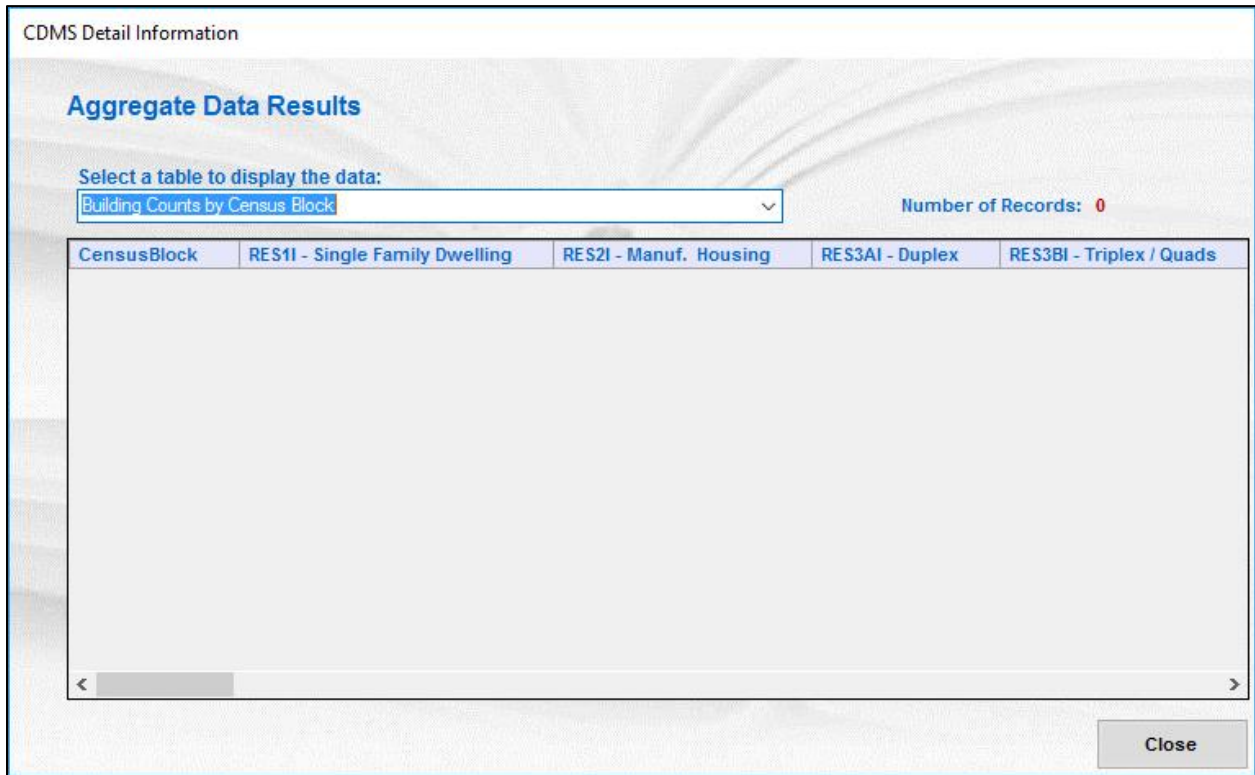 CDMS Detail Information
Aggregate Data Results
Select a table to display the data:
Building Counts by Census Block
Number of Records: 0
CensusBlock RES1I - Single Family Dwelling RES2I - Manuf. Housing RES3AI - Duplex RES3BI - Triplex / Quads
Close